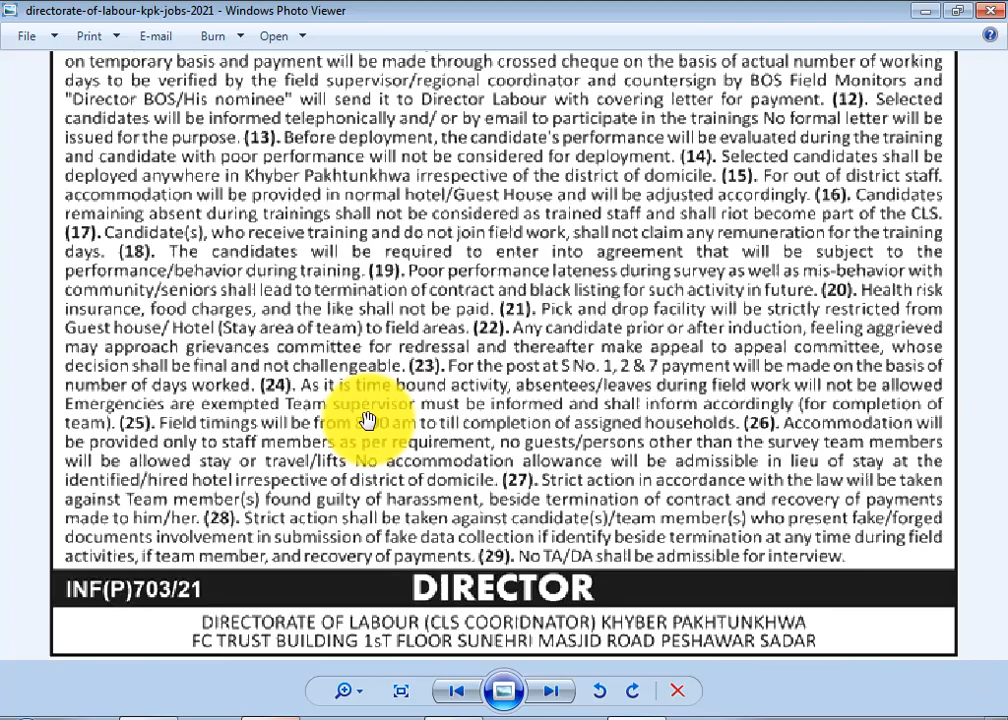 directorate-of-labour-kpk-jobs-2021 - Windows Photo Viewer
File Print E-mail Burn Open
on temporary basis and payment will be made through crossed cheque on the basis of actual number of working
days to be verified by the field supervisor/regional coordinator and countersign by BOS Field Monitors and
"Director BOS/His nominee" will send it to Director Labour with covering letter for payment. (12). Selected
candidates will be informed telephonically and/ or by email to participate in the trainings No formal letter will be
issued for the purpose. (13). Before deployment, the candidate's performance will be evaluated during the training
and candidate with poor performance will not be considered for deployment. (14). Selected candidates shall be
deployed anywhere in Khyber Pakhtunkhwa irrespective of the district of domicile. (15). For out of district staff.
accommodation will be provided in normal hotel/Guest House and will be adjusted accordingly. (16). Candidates
remaining absent during trainings shall not be considered as trained staff and shall riot become part of the CLS.
(17). Candidate(s), who receive training and do not join field work, shall not claim any remuneration for the training
days. (18). The candidates will be required to enter into agreement that will be subject to the
performance/behavior during training. (19). Poor performance lateness during survey as well as mis-behavior with
community/seniors shall lead to termination of contract and black listing for such activity in future. (20). Health risk
insurance, food charges, and the like shall not be paid. (21). Pick and drop facility will be strictly restricted from
Guest house/ Hotel (Stay area of team) to field areas. (22). Any candidate prior or after induction, feeling aggrieved
may approach grievances committee for redressal and thereafter make appeal to appeal committee, whose
decision shall be final and not challengeable. (23). For the post at S No. 1, 2 & 7 payment will be made on the basis of
number of days worked. (24). As it is time bound activity, absentees/leaves during field work will not be allowed
Emergencies are exempted Team supervisor must be informed and shall inform accordingly (for completion of
team). (25). Field timings will be from am to till completion of assigned households. (26). Accommodation will
be provided only to staff members as per requirement, no guests/persons other than the survey team members
will be allowed stay or travel/lifts No accommodation allowance will be admissible in lieu of stay at the
identified/hired hotel irrespective of district of domicile. (27). Strict action in accordance with the law will be taken
against Team member(s) found guilty of harassment, beside termination of contract and recovery of payments
made to him/her. (28). Strict action shall be taken against candidate(s)/team member(s) who present fake/forged
documents involvement in submission of fake data collection if identify beside termination at any time during field
activities, if team member, and recovery of payments. (29). No TA/DA shall be admissible for interview.
INF(P)703/21 DIRECTOR
DIRECTORATE OF LABOUR (CLS COORIDNATOR) KHYBER PAKHTUNKHWA
FC TRUST BUILDING 1ST FLOOR SUNEHRI MASJID ROAD PESHAWAR SADAR